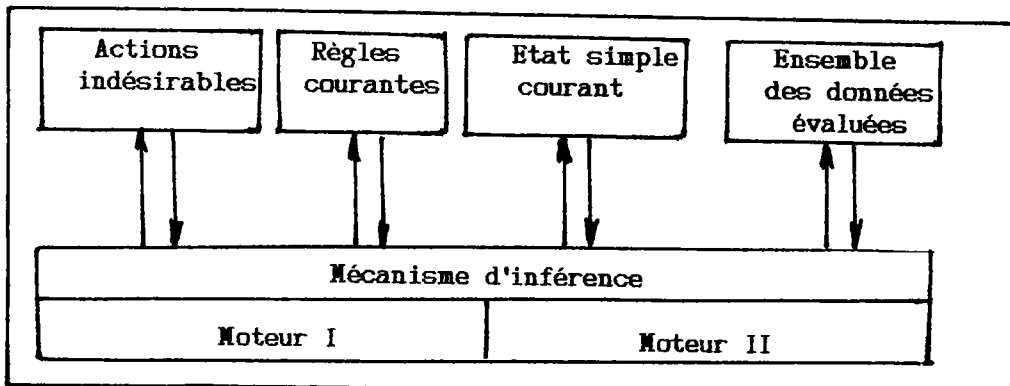 Actions
indésirables
Règles
courantes
Etat simple
courant
Ensemble
des données
évaluées
Mécanisme d'inférence
Moteur I
Moteur II